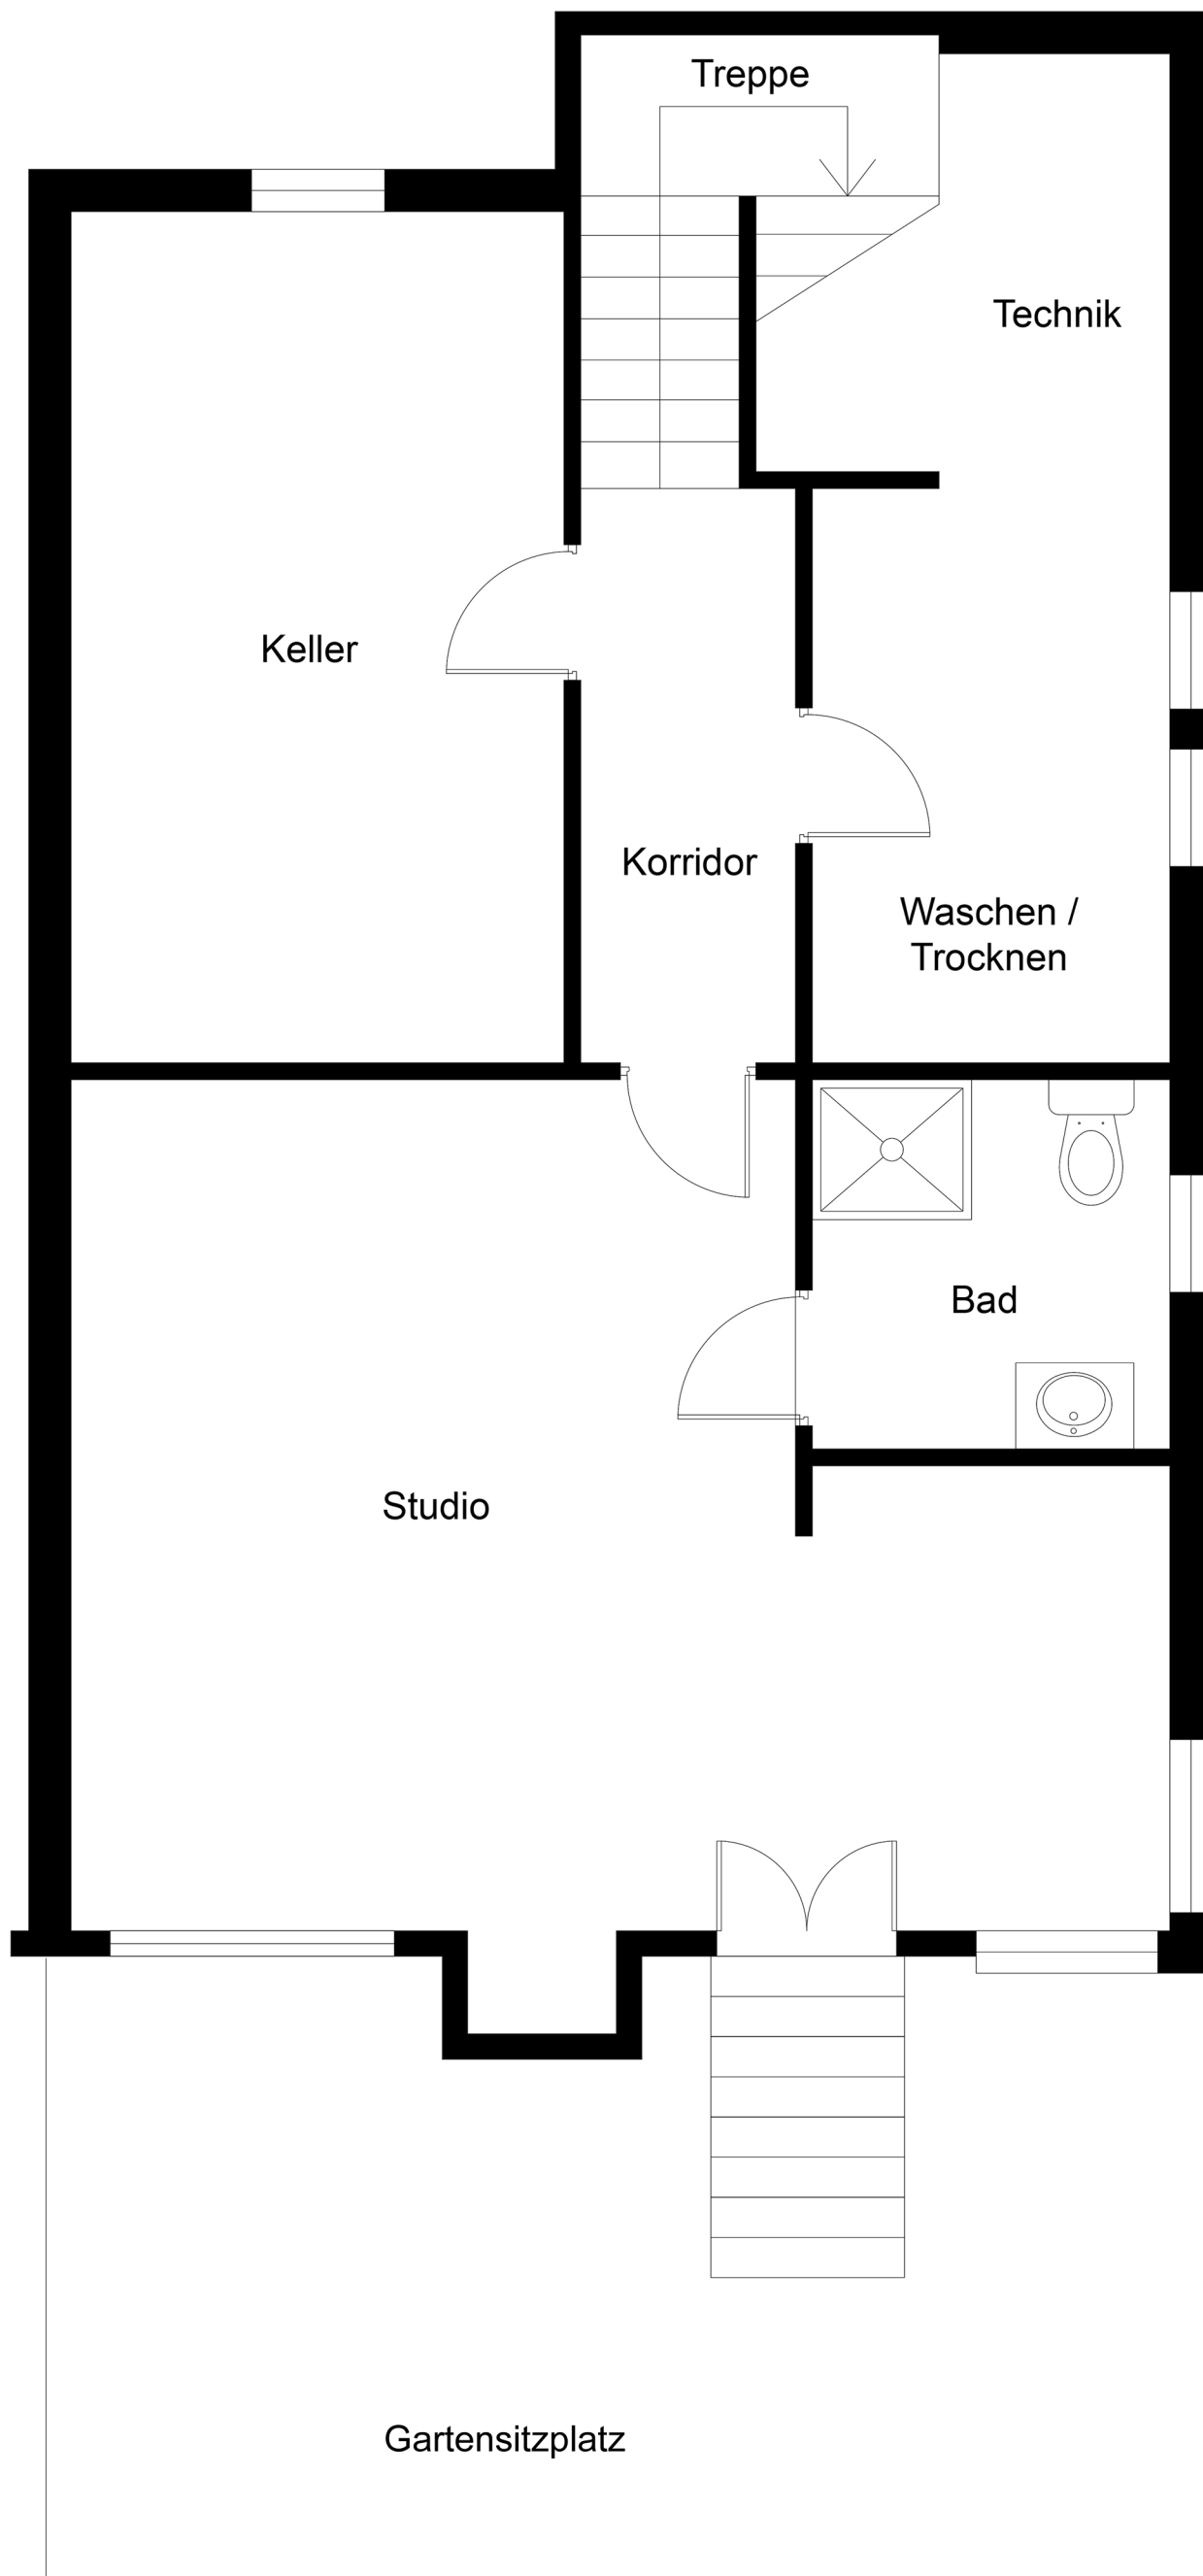 Treppe
Technik
Keller
Korridor
Waschen /
Trocknen
Bad
Studio
Gartensitzplatz